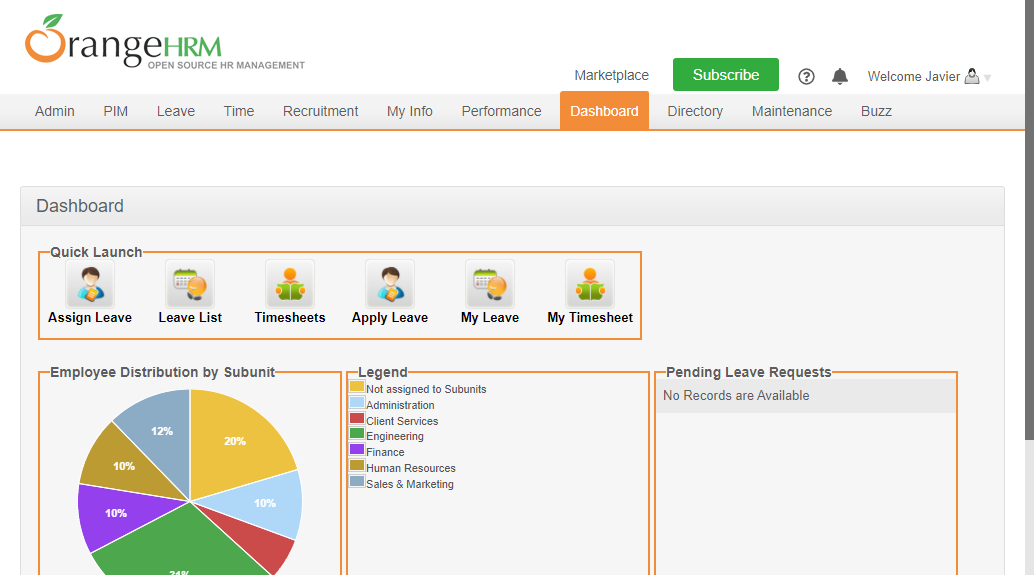 OrangeHRM
OPEN SOURCE HR MANAGEMENT
Marketplace
Subscribe
?
Welcome Javier
Admin
PIM
Leave
Time
Recruitment
My Info
Performance
Dashboard
Directory
Maintenance
Buzz
Dashboard
Quick Launch
Assign Leave
Leave List
Timesheets
Apply Leave
My Leave
My Timesheet
Employee Distribution by Subunit
12%
20%
10%
10%
10%
Legend
Not assigned to Subunits
Administration
Client Services
Engineering
Finance
Human Resources
Sales & Marketing
Pending Leave Requests
No Records are Available